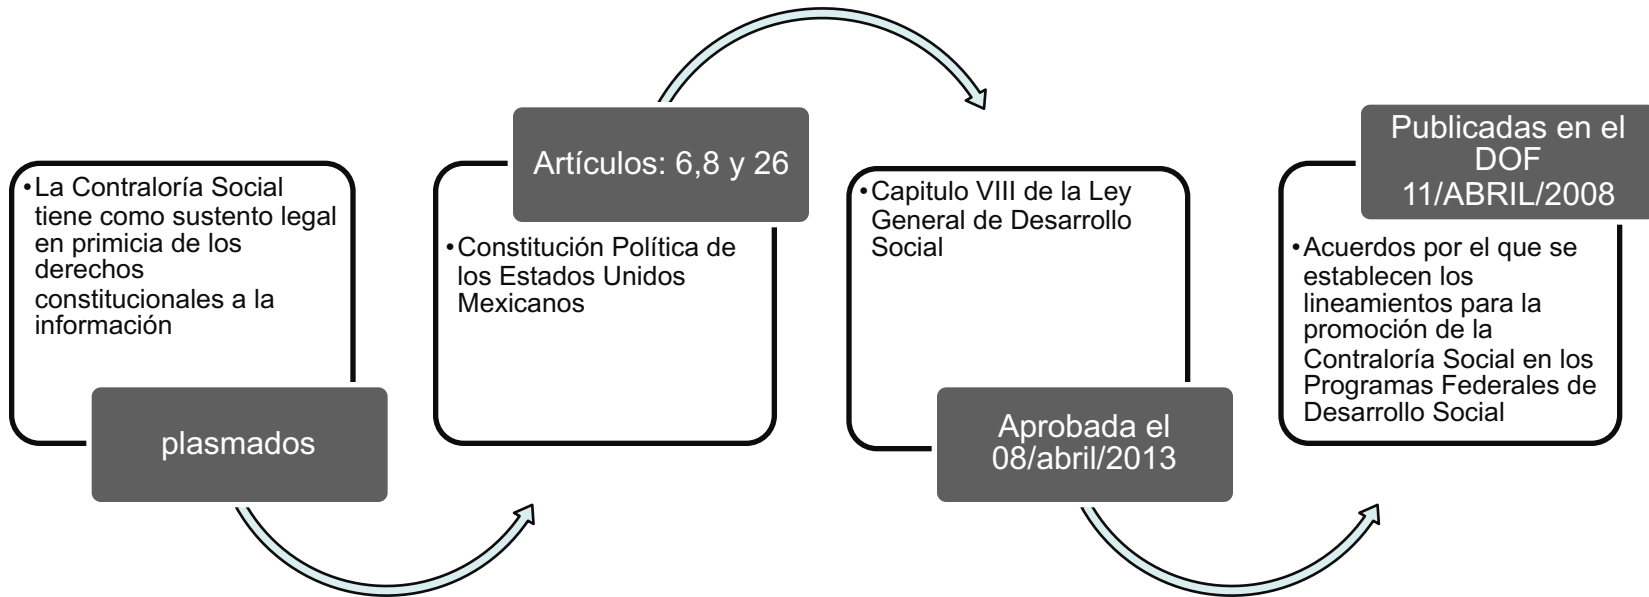 •La Contraloría Social
tiene como sustento legal
en primicia de los
derechos
constitucionales a la
información
plasmados
Artículos: 6,8 y 26
•Constitución Política de
los Estados Unidos
Mexicanos
•Capitulo VIII de la Ley
General de Desarrollo
Social
Aprobada el
08/abril/2013
Publicadas en el
DOF
11/ABRIL/2008
•Acuerdos por el que se
establecen los
lineamientos para la
promoción de la
Contraloría Social en los
Programas Federales de
Desarrollo Social